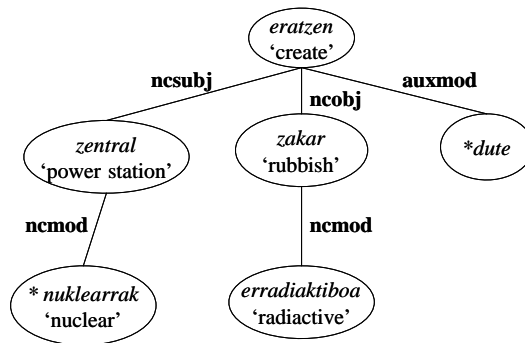 eratzen
'create'
ncsubj
ncobj
auxmod
zentral
'power station'
zakar
'rubbish'
*dute
ncmod
ncmod
* nuklearrak
'nuclear'
erradiaktiboa
'radiactive'